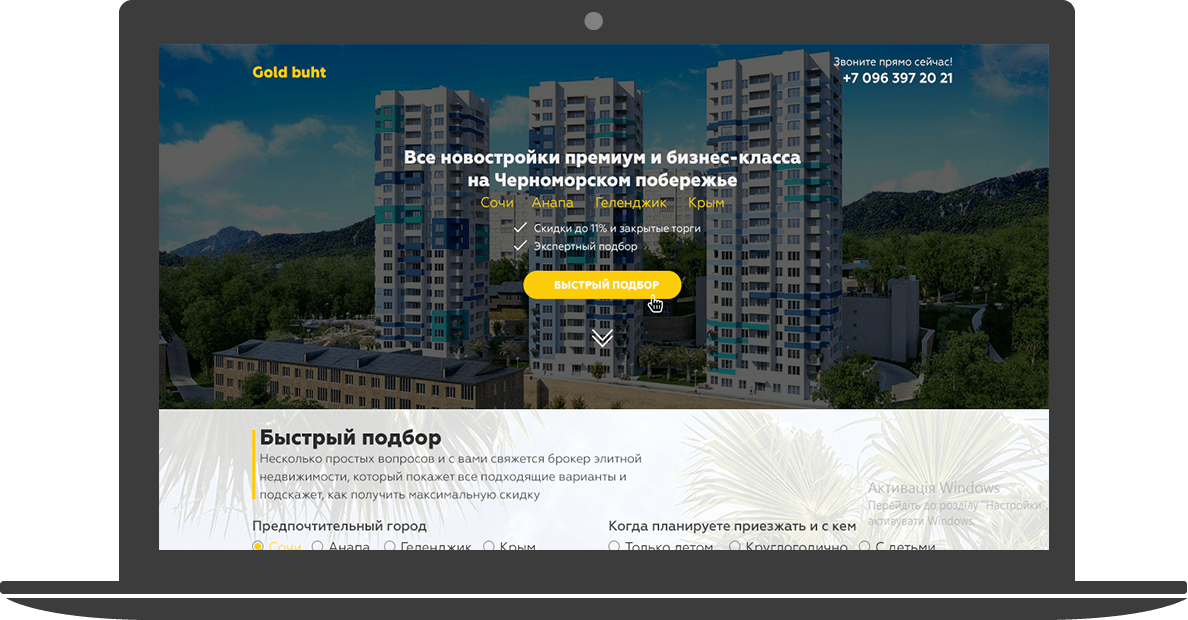 Gold buht
Звоните прямо сейчас!
+7 096 397 20 21
Все новостройки премиум и бизнес-класса
на Черноморском побережье
Сочи Анапа Геленджик Крым
Скидки до 11% и закрытые торги
Экспертный подбор
БЫСТРЫЙ ПОДБОР
Быстрый подбор
Несколько простых вопросов и с вами свяжется брокер элитной
недвижимости, который покажет все подходящие варианты и
подскажет, как получить максимальную скидку
Активація Windows
Перейдіть до розділу "Настройки
активувати Windows.
Предпочтительный город
Сочи Анапа Геленджик Крым
Когда планируете приезжать и с кем
Только летом Круглогодично С детьми